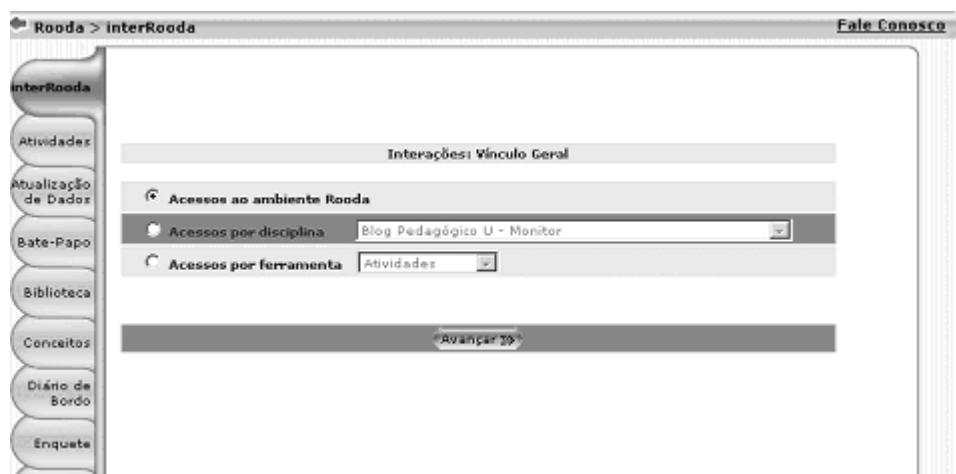 Rooda > interRooda
Fale Conosco
interRooda
Atividades
Atualização
de Dados
Bate-Papo
Biblioteca
Conceitos
Diário de
Bordo
Enquete
Interações: Vínculo Geral
Acessos ao ambiente Rooda
Acessos por disciplina Blog Pedagógico U - Monitor
Acessos por ferramenta Atividades
Avançar >>